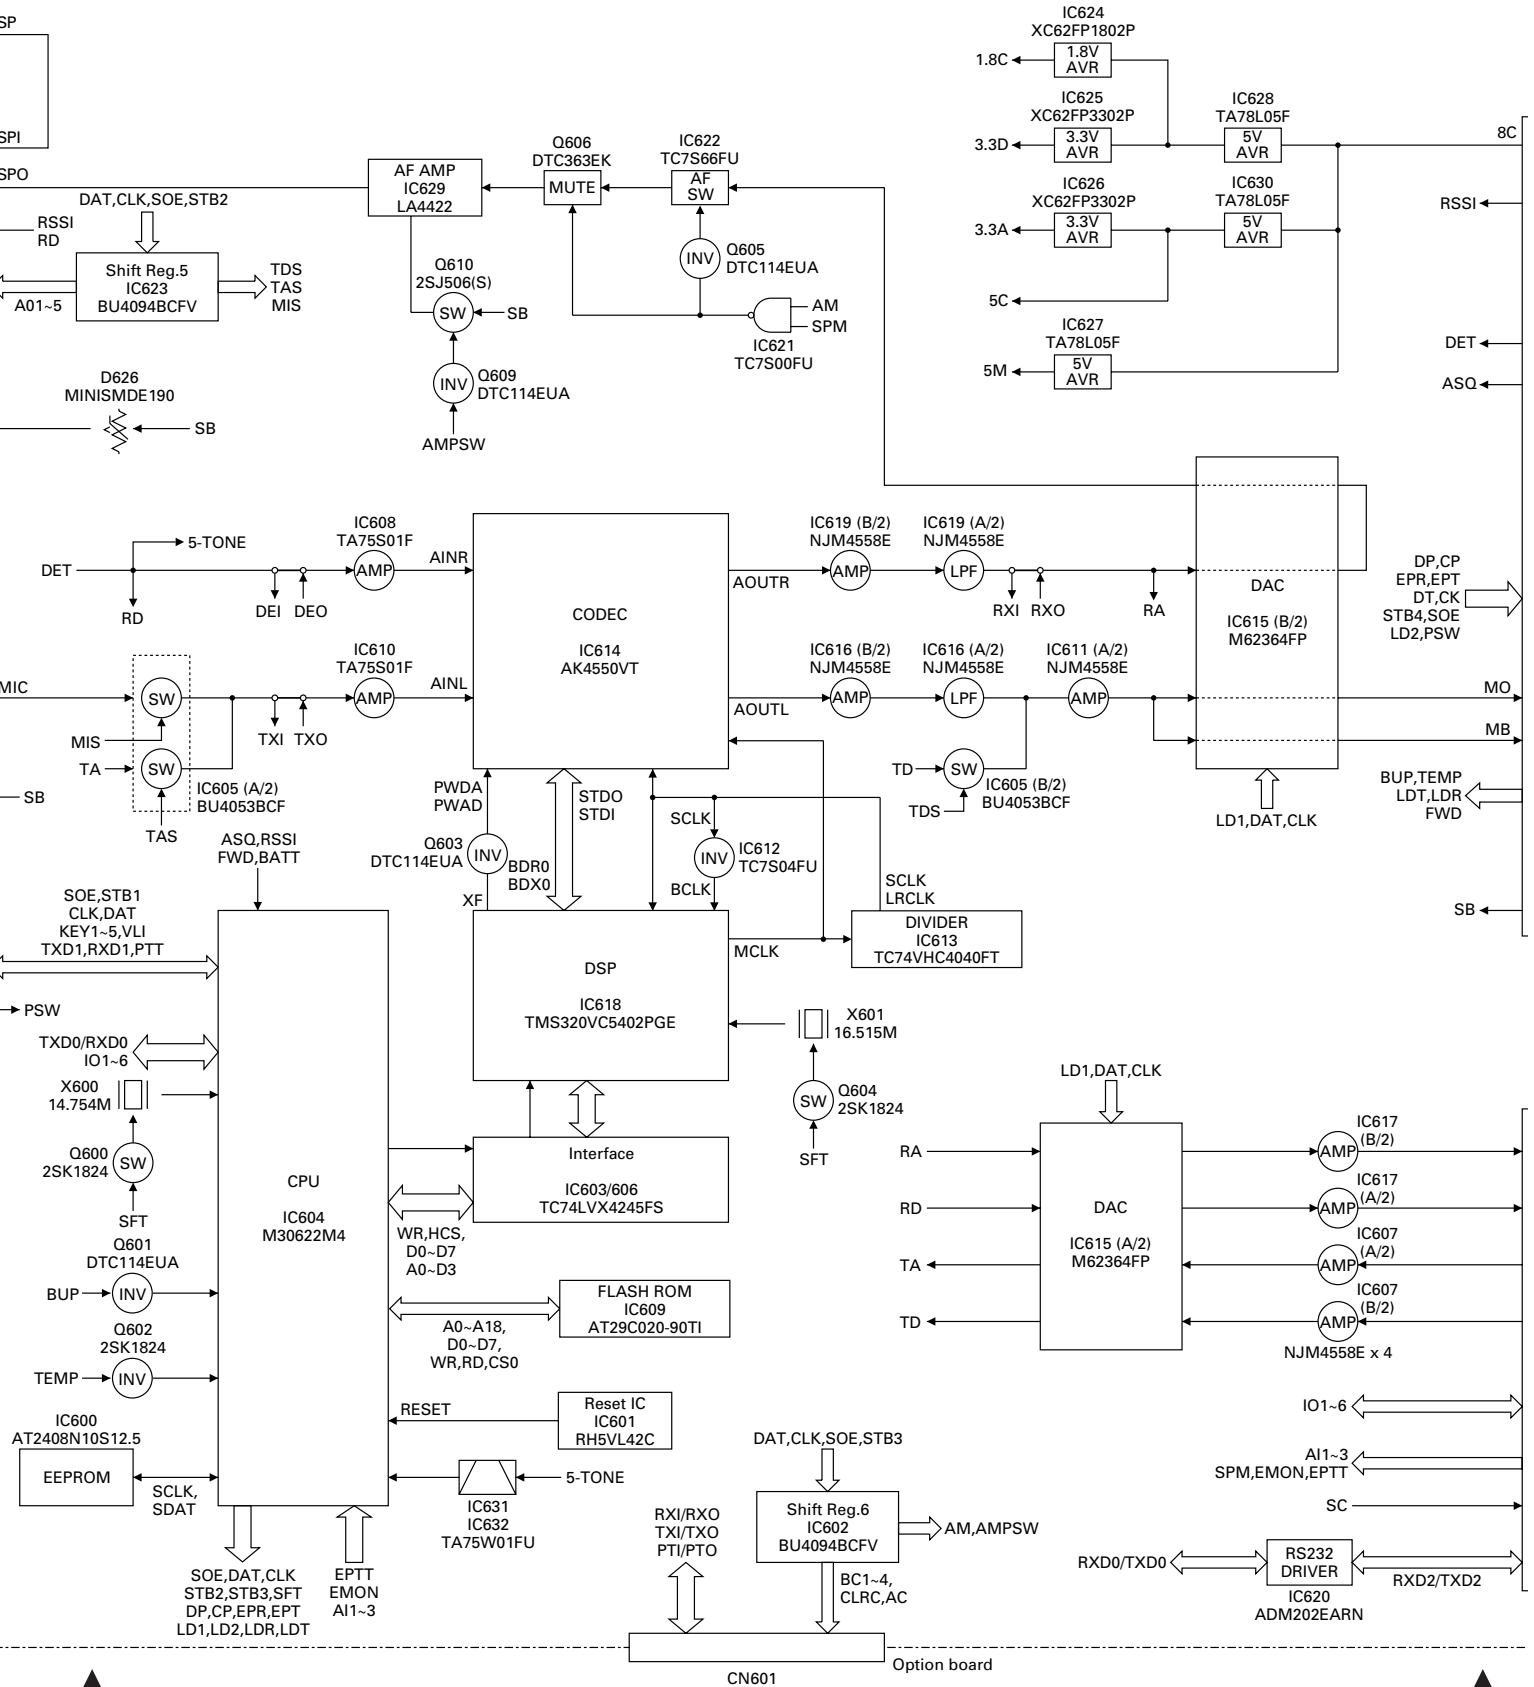 SP
SPI
SPO
RSSI
RD
DAT,CLK,SOE,STB2
Shift Reg.5
IC623
BU4094BCFV
A01~5
TDS
TAS
MIS
D626
MINISMDE190
SB
AF AMP
IC629
LA4422
Q610
2SJ506(S)
SW
SB
INV
Q609
DTC114EUA
AMPSW
Q606
DTC363EK
MUTE
IC622
TC7S66FU
AF
SW
INV
Q605
DTC114EUA
AM
SPM
IC621
TC7S00FU
IC624
XC62FP1802P
1.8C
1.8V
AVR
IC625
XC62FP3302P
3.3D
3.3V
AVR
IC628
TA78L05F
5V
AVR
8C
IC626
XC62FP3302P
3.3A
3.3V
AVR
IC630
TA78L05F
5V
AVR
RSSI
5C
IC627
TA78L05F
5M
5V
AVR
DET
ASQ
DET
5-TONE
RD
DEI
DEO
IC608
TA75S01F
AMP
AINR
CODEC
IC614
AK4550VT
AOUTR
IC619 (B/2)
NJM4558E
AMP
IC619 (A/2)
NJM4558E
LPF
RXI
RXO
RA
DAC
IC615 (B/2)
M62364FP
DP,CP
EPR,EPT
DT,CK
STB4,SOE
LD2,PSW
MIC
SW
MIS
TA
SW
TAS
IC605 (A/2)
BU4053BCF
TXI
TXO
IC610
TA75S01F
AMP
AINL
AOUTL
IC616 (B/2)
NJM4558E
AMP
IC616 (A/2)
NJM4558E
LPF
IC611 (A/2)
NJM4558E
AMP
MO
MB
TD
SW
TDS
IC605 (B/2)
BU4053BCF
LD1,DAT,CLK
BUP,TEMP
LDT,LDR
FWD
SB
SB
PWDA
PWAD
STDO
STDI
Q603
DTC114EUA
INV
BDR0
BDX0
XF
SCLK
INV
IC612
TC7S04FU
BCLK
SCLK
LRCLK
DIVIDER
IC613
TC74VHC4040FT
MCLK
DSP
IC618
TMS320VC5402PGE
X601
16.515M
SW
Q604
2SK1824
SFT
ASQ,RSSI
FWD,BATT
SOE,STB1
CLK,DAT
KEY1~5,VLI
TXD1,RXD1,PTT
PSW
TXD0/RXD0
IO1~6
X600
14.754M
Q600
2SK1824
SW
SFT
Q601
DTC114EUA
BUP
INV
Q602
2SK1824
TEMP
INV
IC600
AT2408N10S12.5
EEPROM
SCLK,
SDAT
CPU
IC604
M30622M4
Interface
IC603/606
TC74LVX4245FS
WR,HCS,
D0~D7
A0~D3
FLASH ROM
IC609
AT29C020-90TI
A0~A18,
D0~D7,
WR,RD,CS0
RESET
Reset IC
IC601
RH5VL42C
5-TONE
IC631
IC632
TA75W01FU
SOE,DAT,CLK
STB2,STB3,SFT
DP,CP,EPR,EPT
LD1,LD2,LDR,LDT
EPTT
EMON
AI1~3
RXI/RXO
TXI/TXO
PTI/PTO
DAT,CLK,SOE,STB3
Shift Reg.6
IC602
BU4094BCFV
AM,AMPSW
BC1~4,
CLRC,AC
CN601
Option board
LD1,DAT,CLK
RA
RD
TA
TD
DAC
IC615 (A/2)
M62364FP
IC617
(B/2)
AMP
IC617
(A/2)
AMP
IC607
(A/2)
AMP
IC607
(B/2)
AMP
NJM4558E x 4
IO1~6
AI1~3
SPM,EMON,EPTT
SC
RXD0/TXD0
RS232
DRIVER
IC620
ADM202EARN
RXD2/TXD2